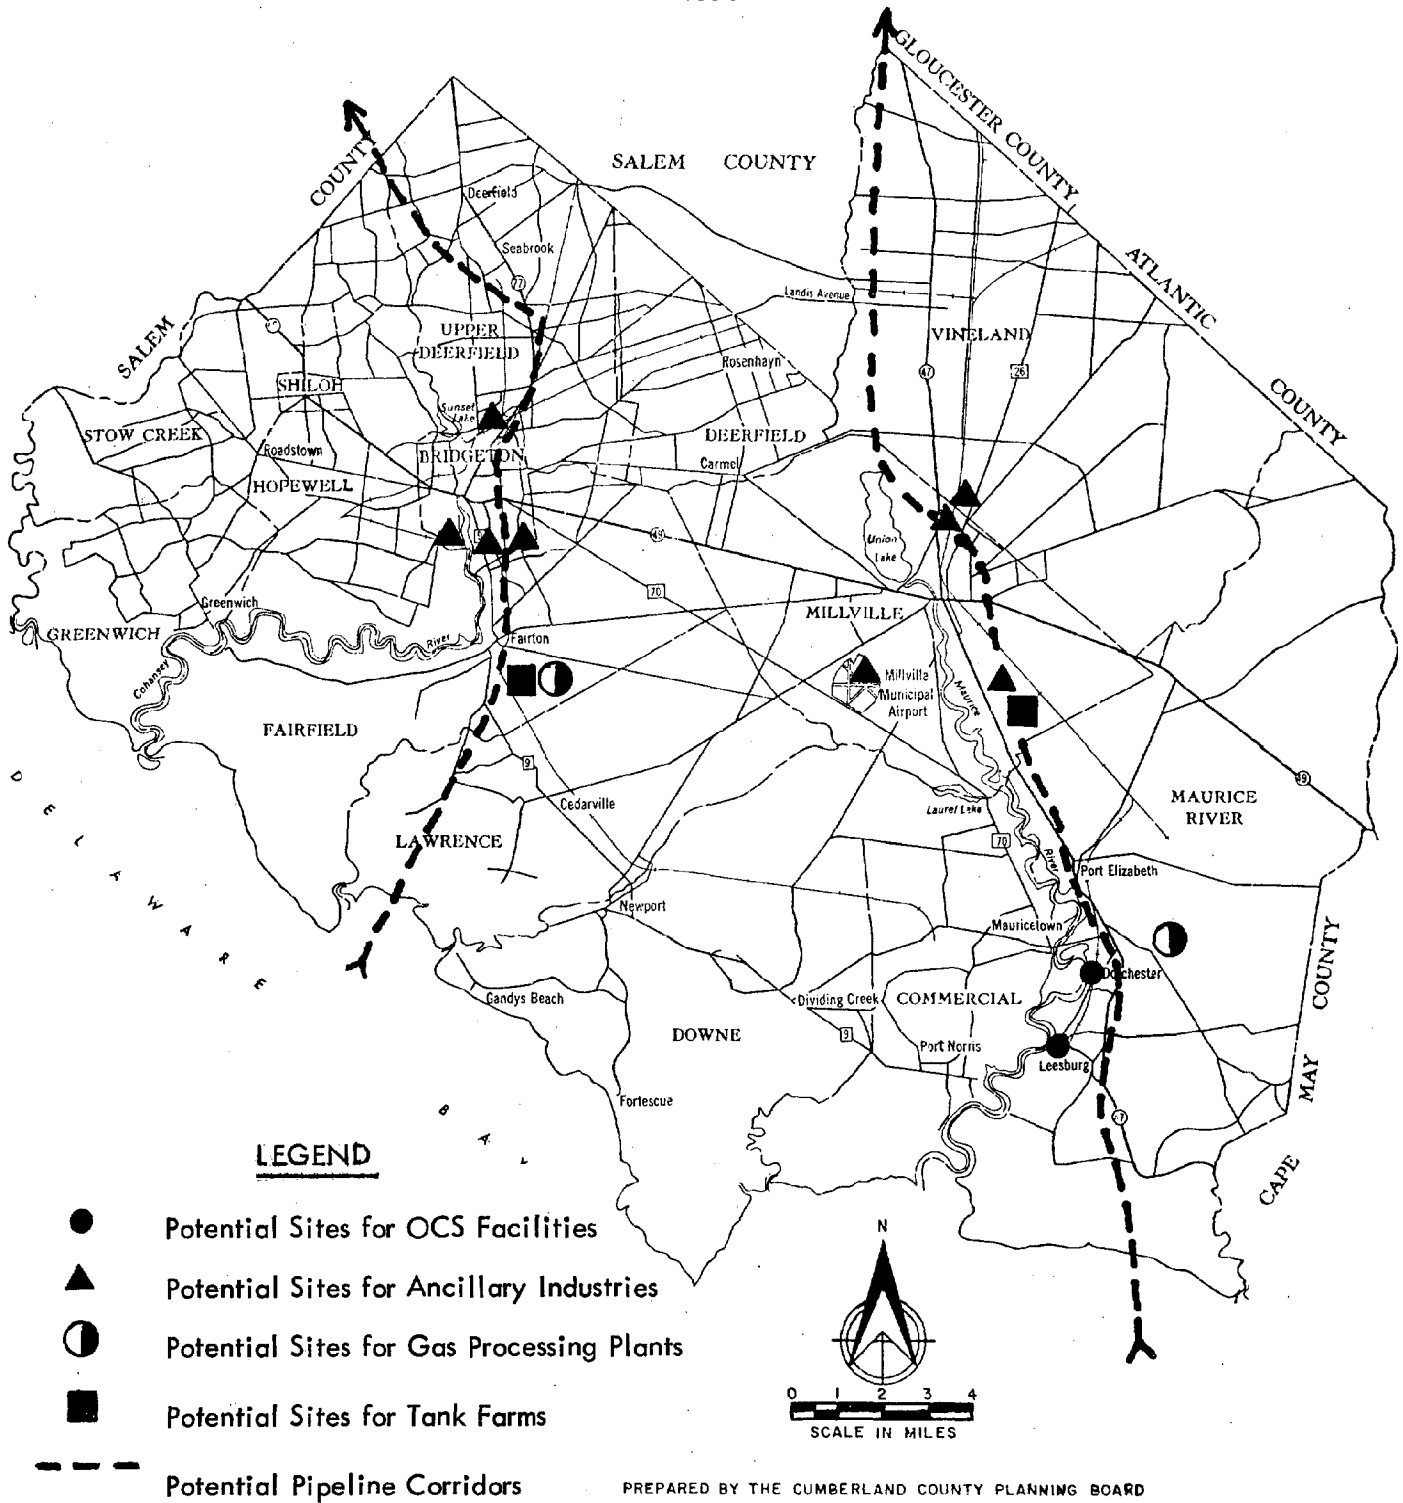 GLOUCESTER COUNTY
SALEM COUNTY
COUNTY
Deerfield
Seabrook
77
ATLANTIC
Landis Avenue
SALEM
UPPER
DEERFIELD
VINELAND
Rosenhayn
47
26
SHILOH
COUNTY
Sunset
Lake
STOW CREEK
DEERFIELD
Roadstown
BRIDGETON
Carmel
HOPEWELL
49
Union
Lake
70
Greenwich
MILLVILLE
GREENWICH
River
Fairton
Cohansey
Millville
Municipal
Airport
Maurice
FAIRFIELD
9
49
DELAWARE
Cedarville
MAURICE
RIVER
Laurel Lake
LAWRENCE
70
River
Port Elizabeth
Newport
Mauricetown
COUNTY
Dorchester
Gandys Beach
Dividing Creek
COMMERCIAL
DOWNE
9
Port Norris
Leesburg
MAY
Fortescue
47
BAY
CAPE
LEGEND
Potential Sites for OCS Facilities
Potential Sites for Ancillary Industries
Potential Sites for Gas Processing Plants
Potential Sites for Tank Farms
Potential Pipeline Corridors
N
0 1 2 3 4
SCALE IN MILES
PREPARED BY THE CUMBERLAND COUNTY PLANNING BOARD